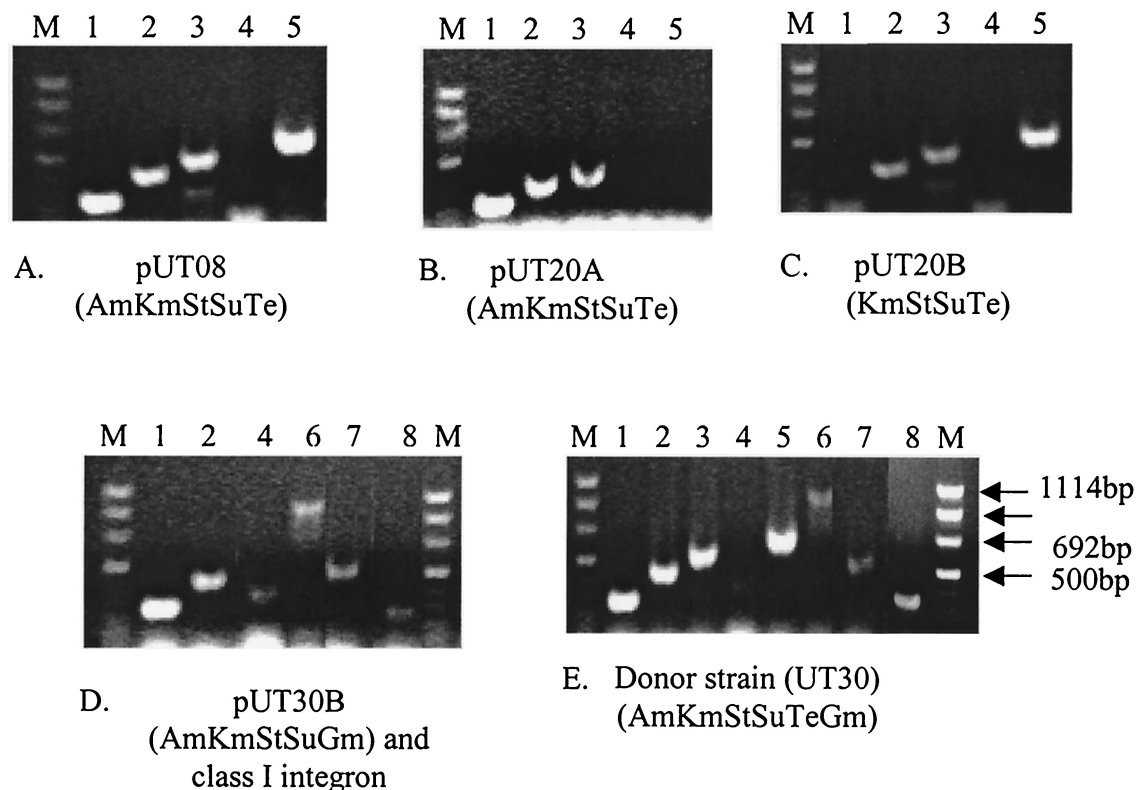 M 1 2 3 4 5
M 1 2 3 4 5
M 1 2 3 4 5
A. pUT08
(AmKmStSuTe)
B. pUT20A
(AmKmStSuTe)
C. pUT20B
(KmStSuTe)
M 1 2 4 6 7 8 M
M 1 2 3 4 5 6 7 8 M
1114bp
692bp
500bp
D. pUT30B
(AmKmStSuGm) and
class I integron
E. Donor strain (UT30)
(AmKmStSuTeGm)